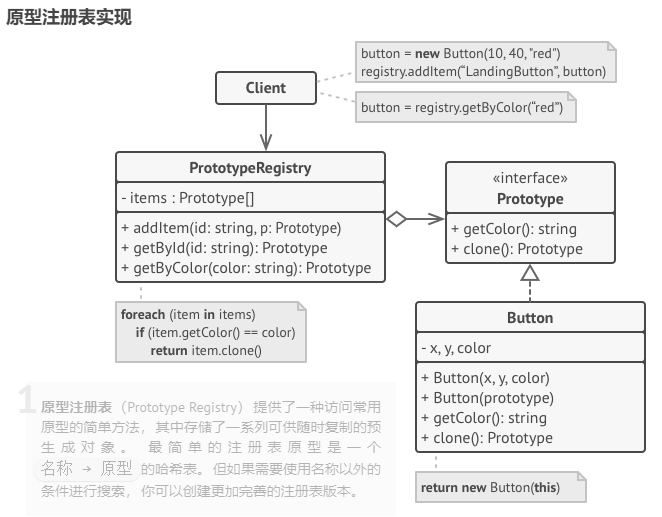 原型注册表实现
button = new Button(10, 40, "red")
registry.addItem(“LandingButton”, button)
Client
button = registry.getByColor(“red”)
PrototypeRegistry
- items : Prototype[]
+ addItem(id: string, p: Prototype)
+ getById(id: string): Prototype
+ getByColor(color: string): Prototype
«interface»
Prototype
+ getColor(): string
+ clone(): Prototype
foreach (item in items)
if (item.getColor() == color)
return item.clone()
Button
- x, y, color
+ Button(x, y, color)
+ Button(prototype)
+ getColor(): string
+ clone(): Prototype
return new Button(this)
1
原型注册表（Prototype Registry）提供了一种访问常用
原型的简单方法，其中存储了一系列可供随时复制的预
生成对象。最简单的注册表原型是一个
名称 → 原型 的哈希表。但如果需要使用名称以外的
条件进行搜索，你可以创建更加完善的注册表版本。